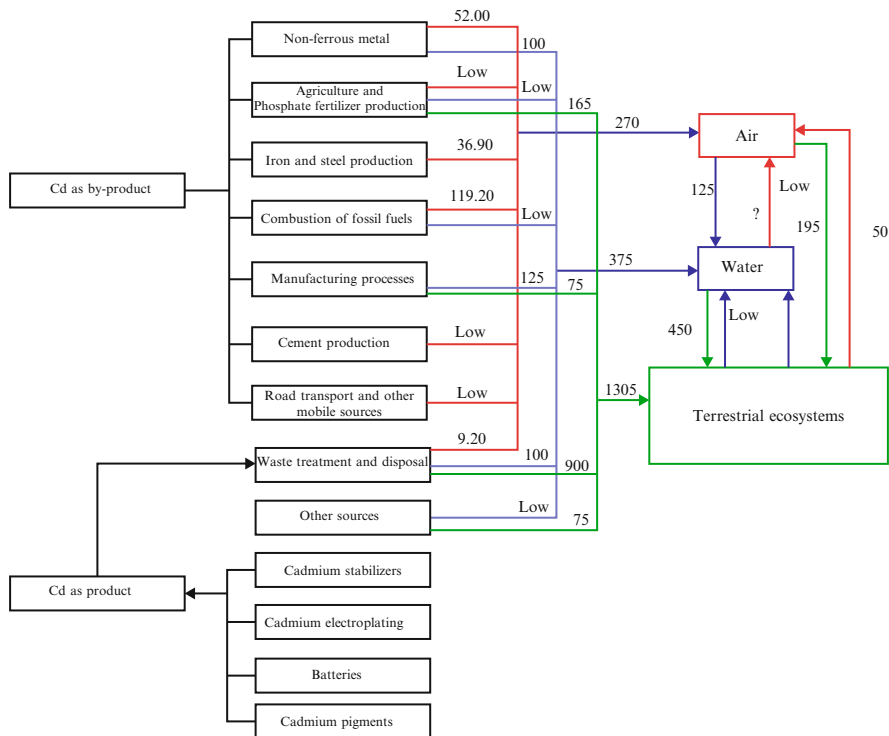 52.00
Non-ferrous metal
100
Low
Agriculture and
Phosphate fertilizer production
Low
165
270
Air
36.90
Iron and steel production
Cd as by-product
119.20
Combustion of fossil fuels
Low
125
?
Low
195
50
Manufacturing processes
125
75
375
Water
Low
Cement production
450
Low
Low
Road transport and other
mobile sources
1305
Terrestrial ecosystems
9.20
Waste treatment and disposal
100
900
Low
Other sources
75
Cadmium stabilizers
Cd as product
Cadmium electroplating
Batteries
Cadmium pigments